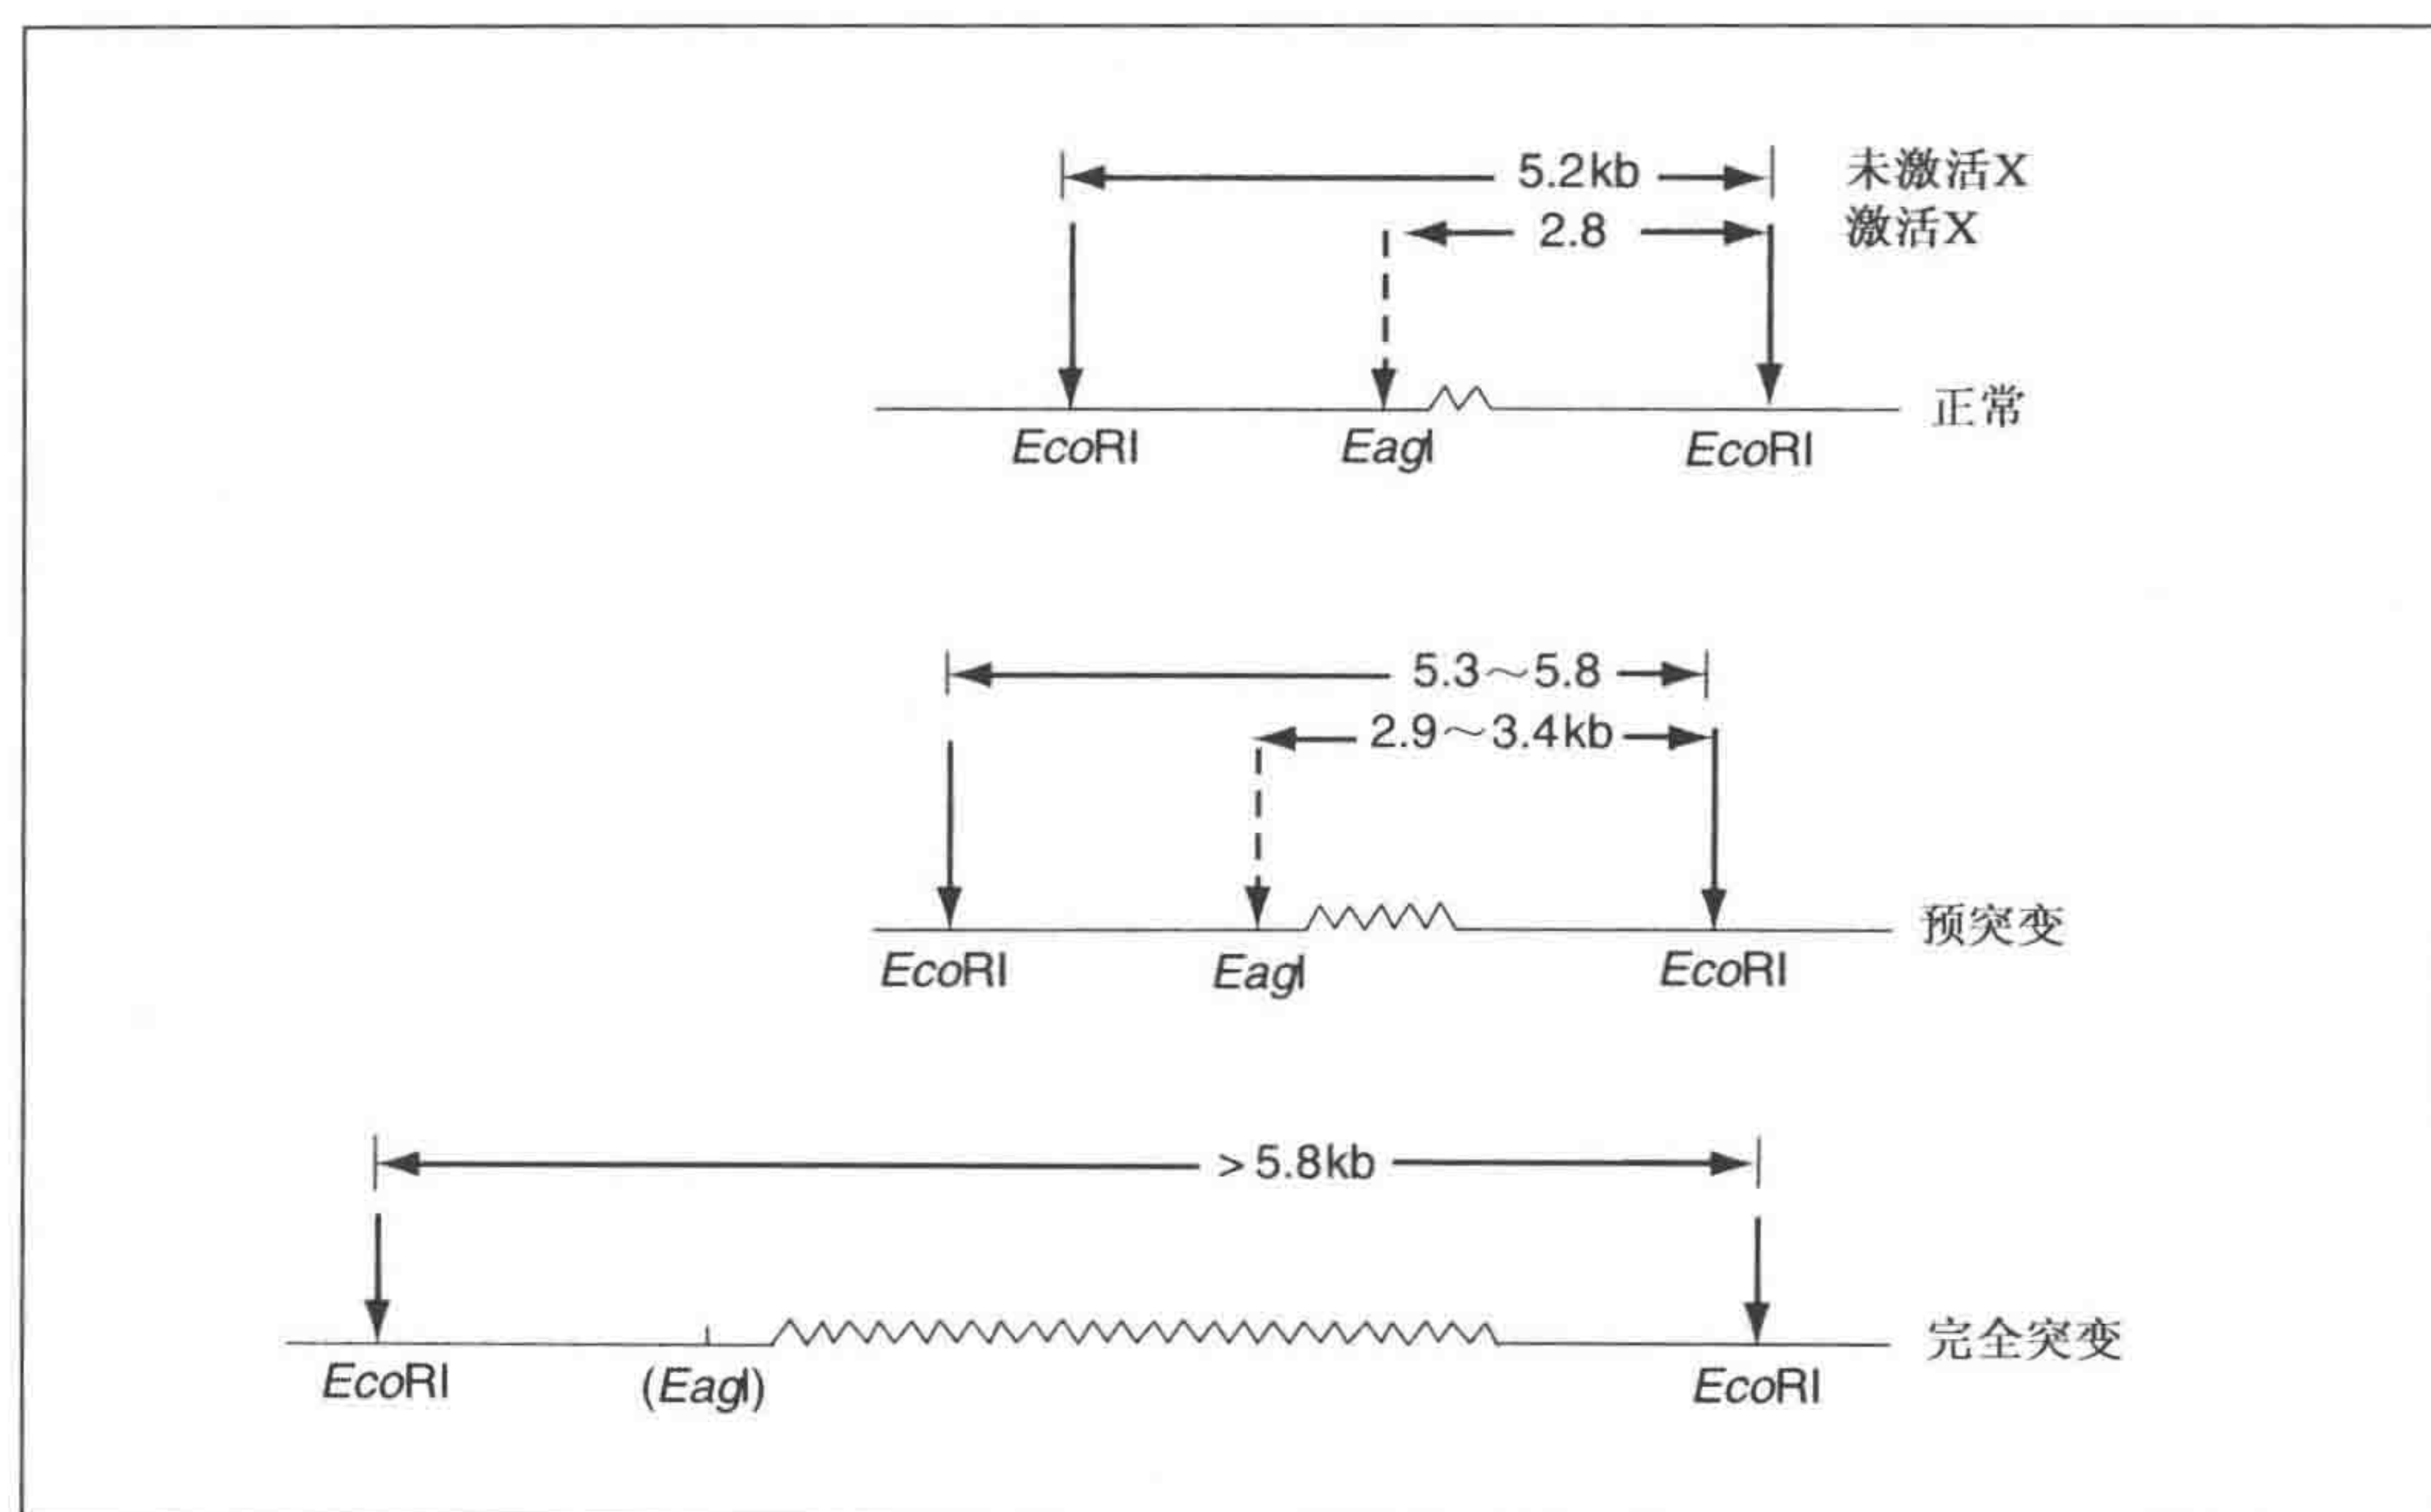 5.2kb 未激活X
2.8 激活X
正常
EcoRI EagI EcoRI
5.3～5.8
2.9～3.4kb
预突变
EcoRI EagI EcoRI
>5.8kb
完全突变
EcoRI (EagI) EcoRI